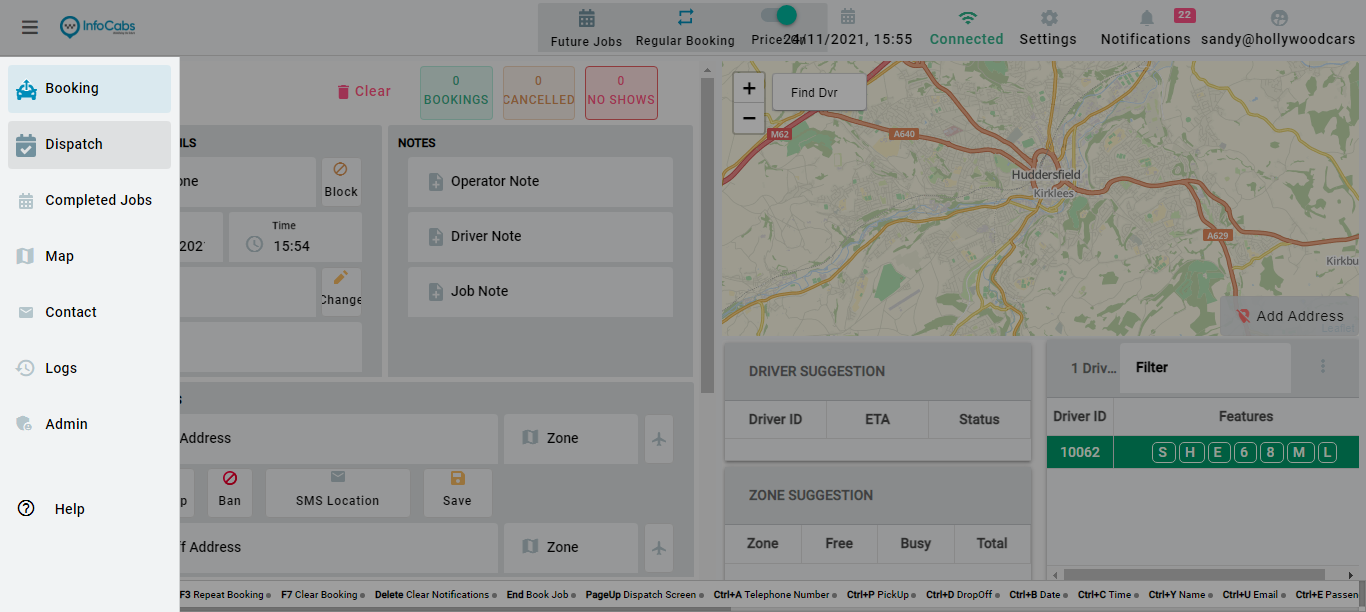 InfoCabs
Future Jobs
Regular Booking
24/11/2021, 15:55
Connected
Settings
22
Notifications
sandy@hollywoodcars
Booking
Dispatch
Completed Jobs
Map
Contact
Logs
Admin
Help
Clear
0
BOOKINGS
0
CANCELLED
0
NO SHOWS
ILS
one
Block
202
Time
15:54
Change
NOTES
Operator Note
Driver Note
Job Note
Address
Zone
p
Ban
SMS Location
Save
f Address
Zone
+
−
Find Dvr
M62
A640
Huddersfield
Kirklees
A629
Kirkbu
Add Address
Leaflet
DRIVER SUGGESTION
Driver ID ETA Status
ZONE SUGGESTION
Zone Free Busy Total
1 Driv...
Filter
Driver ID Features
10062 S H E 6 8 M L
F3 Repeat Booking F7 Clear Booking Delete Clear Notifications End Book Job PageUp Dispatch Screen Ctrl+A Telephone Number Ctrl+P PickUp Ctrl+D DropOff Ctrl+B Date Ctrl+C Time Ctrl+Y Name Ctrl+U Email Ctrl+E Passen